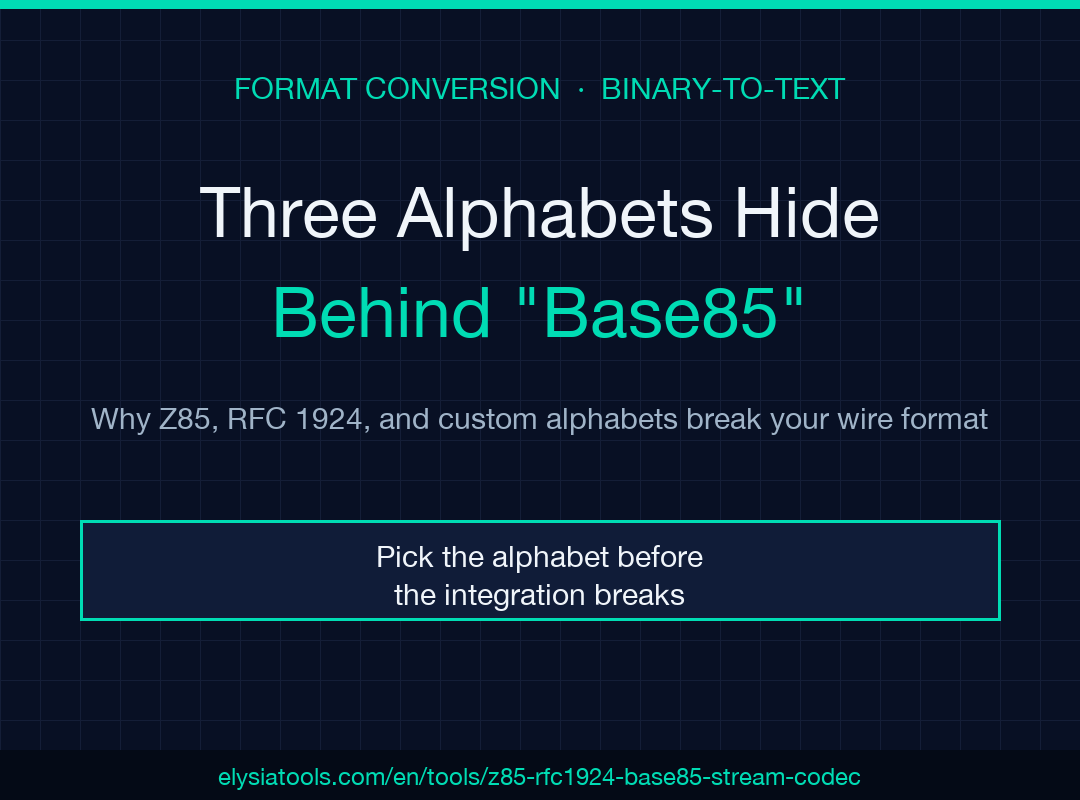 FORMAT CONVERSION · BINARY-TO-TEXT
Three Alphabets Hide
Behind "Base85"
Why Z85, RFC 1924, and custom alphabets break your wire format
Pick the alphabet before
the integration breaks
elysiatools.com/en/tools/z85-rfc1924-base85-stream-codec